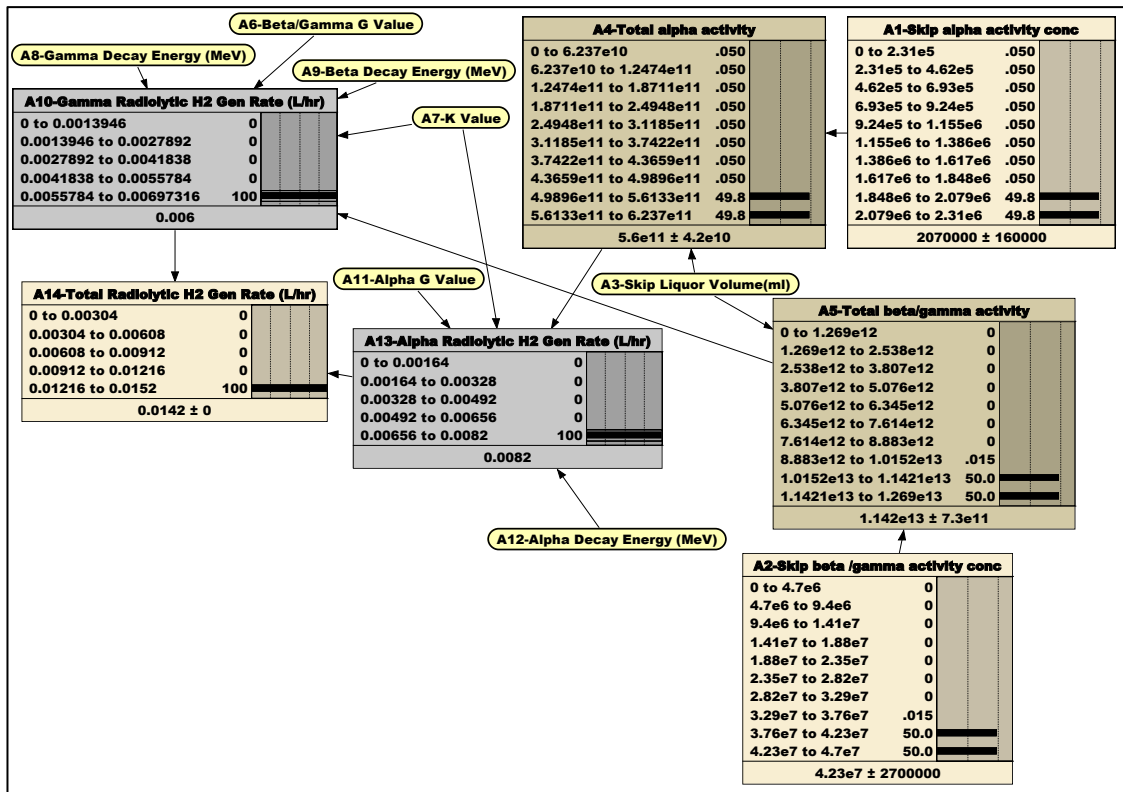 A6-Beta/Gamma G Value
A8-Gamma Decay Energy (MeV)
A9-Beta Decay Energy (MeV)
A10-Gamma Radiolytic H2 Gen Rate (L/hr)
0 to 0.0013946 0
0.0013946 to 0.0027892 0
0.0027892 to 0.0041838 0
0.0041838 to 0.0055784 0
0.0055784 to 0.00697316 100
0.006
A7-K Value
A4-Total alpha activity
0 to 6.237e10 .050
6.237e10 to 1.2474e11 .050
1.2474e11 to 1.8711e11 .050
1.8711e11 to 2.4948e11 .050
2.4948e11 to 3.1185e11 .050
3.1185e11 to 3.7422e11 .050
3.7422e11 to 4.3659e11 .050
4.3659e11 to 4.9896e11 .050
4.9896e11 to 5.6133e11 49.8
5.6133e11 to 6.237e11 49.8
5.6e11 ± 4.2e10
A1-Skip alpha activity conc
0 to 2.31e5 .050
2.31e5 to 4.62e5 .050
4.62e5 to 6.93e5 .050
6.93e5 to 9.24e5 .050
9.24e5 to 1.155e6 .050
1.155e6 to 1.386e6 .050
1.386e6 to 1.617e6 .050
1.617e6 to 1.848e6 .050
1.848e6 to 2.079e6 49.8
2.079e6 to 2.31e6 49.8
2070000 ± 160000
A11-Alpha G Value
A3-Skip Liquor Volume(ml)
A14-Total Radiolytic H2 Gen Rate (L/hr)
0 to 0.00304 0
0.00304 to 0.00608 0
0.00608 to 0.00912 0
0.00912 to 0.01216 0
0.01216 to 0.0152 100
0.0142 ± 0
A13-Alpha Radiolytic H2 Gen Rate (L/hr)
0 to 0.00164 0
0.00164 to 0.00328 0
0.00328 to 0.00492 0
0.00492 to 0.00656 0
0.00656 to 0.0082 100
0.0082
A5-Total beta/gamma activity
0 to 1.269e12 0
1.269e12 to 2.538e12 0
2.538e12 to 3.807e12 0
3.807e12 to 5.076e12 0
5.076e12 to 6.345e12 0
6.345e12 to 7.614e12 0
7.614e12 to 8.883e12 0
8.883e12 to 1.0152e13 .015
1.0152e13 to 1.1421e13 50.0
1.1421e13 to 1.269e13 50.0
1.142e13 ± 7.3e11
A12-Alpha Decay Energy (MeV)
A2-Skip beta /gamma activity conc
0 to 4.7e6 0
4.7e6 to 9.4e6 0
9.4e6 to 1.41e7 0
1.41e7 to 1.88e7 0
1.88e7 to 2.35e7 0
2.35e7 to 2.82e7 0
2.82e7 to 3.29e7 0
3.29e7 to 3.76e7 .015
3.76e7 to 4.23e7 50.0
4.23e7 to 4.7e7 50.0
4.23e7 ± 2700000